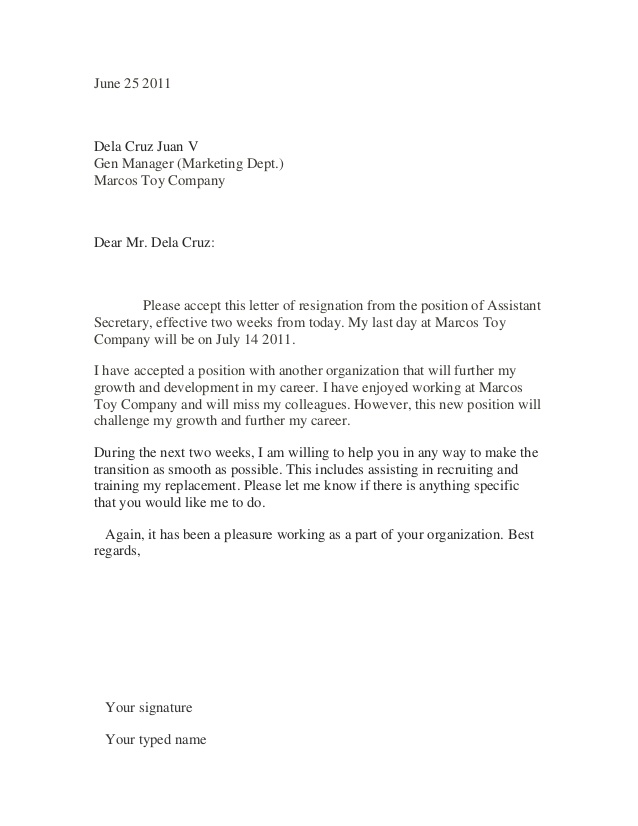 June 25 2011
Dela Cruz Juan V
Gen Manager (Marketing Dept.)
Marcos Toy Company
Dear Mr. Dela Cruz:
Please accept this letter of resignation from the position of Assistant
Secretary, effective two weeks from today. My last day at Marcos Toy
Company will be on July 14 2011.
I have accepted a position with another organization that will further my
growth and development in my career. I have enjoyed working at Marcos
Toy Company and will miss my colleagues. However, this new position will
challenge my growth and further my career.
During the next two weeks, I am willing to help you in any way to make the
transition as smooth as possible. This includes assisting in recruiting and
training my replacement. Please let me know if there is anything specific
that you would like me to do.
Again, it has been a pleasure working as a part of your organization. Best
regards,
Your signature
Your typed name